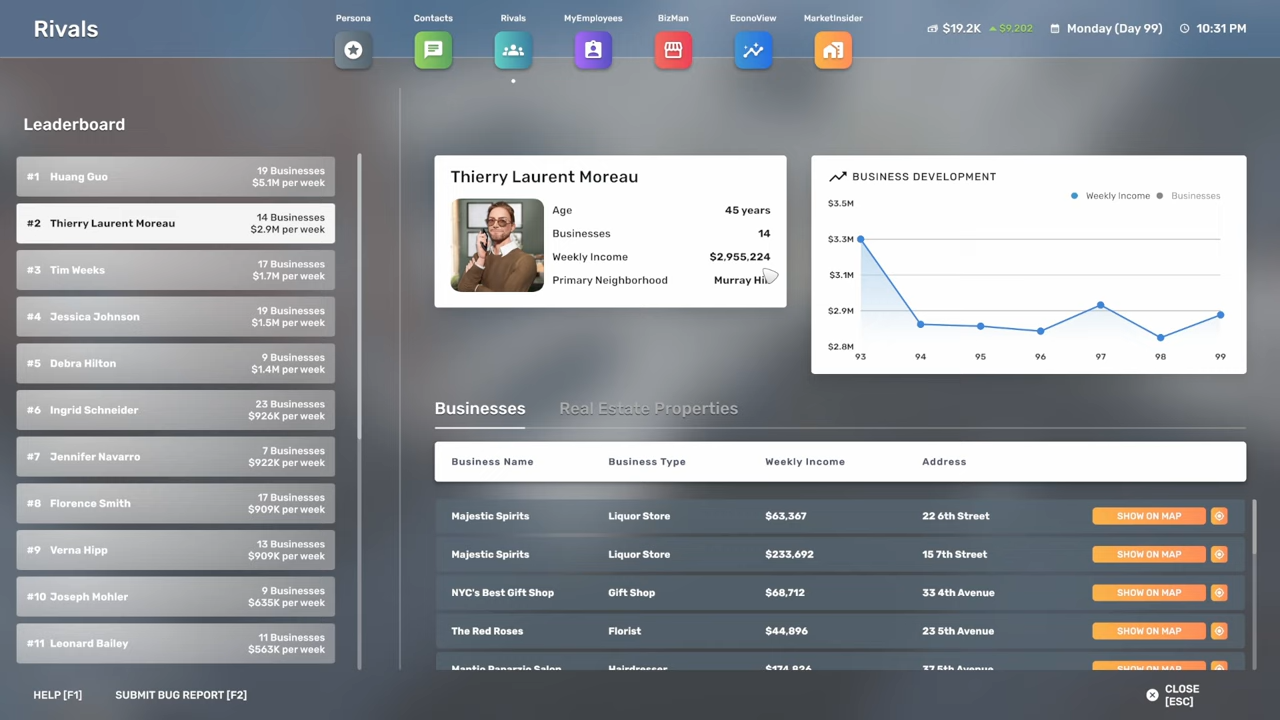 Rivals
Persona
Contacts
Rivals
MyEmployees
BizMan
EconoView
MarketInsider
$19.2K
$9,202
Monday (Day 99)
10:31 PM
Leaderboard
#1 Huang Guo
19 Businesses
$5.1M per week
#2 Thierry Laurent Moreau
14 Businesses
$2.9M per week
#3 Tim Weeks
17 Businesses
$1.7M per week
#4 Jessica Johnson
19 Businesses
$1.5M per week
#5 Debra Hilton
9 Businesses
$1.4M per week
#6 Ingrid Schneider
23 Businesses
$926K per week
#7 Jennifer Navarro
7 Businesses
$922K per week
#8 Florence Smith
17 Businesses
$909K per week
#9 Verna Hipp
13 Businesses
$909K per week
#10 Joseph Mohler
9 Businesses
$635K per week
#11 Leonard Bailey
11 Businesses
$563K per week
Thierry Laurent Moreau
Age 45 years
Businesses 14
Weekly Income $2,955,224
Primary Neighborhood Murray
BUSINESS DEVELOPMENT
Weekly Income Businesses
$3.5M
$3.3M
$3.1M
$2.9M
$2.8M
93 94 95 96 97 98 99
Businesses Real Estate Properties
Business Name Business Type Weekly Income Address
Majestic Spirits Liquor Store $63,367 22 6th Street SHOW ON MAP
Majestic Spirits Liquor Store $233,692 15 7th Street SHOW ON MAP
NYC's Best Gift Shop Gift Shop $68,712 33 4th Avenue SHOW ON MAP
The Red Roses Florist $44,896 23 5th Avenue SHOW ON MAP
Hairdresser $174,826 37 5th Avenue SHOW ON MAP
HELP [F1]
SUBMIT BUG REPORT [F2]
CLOSE
[ESC]